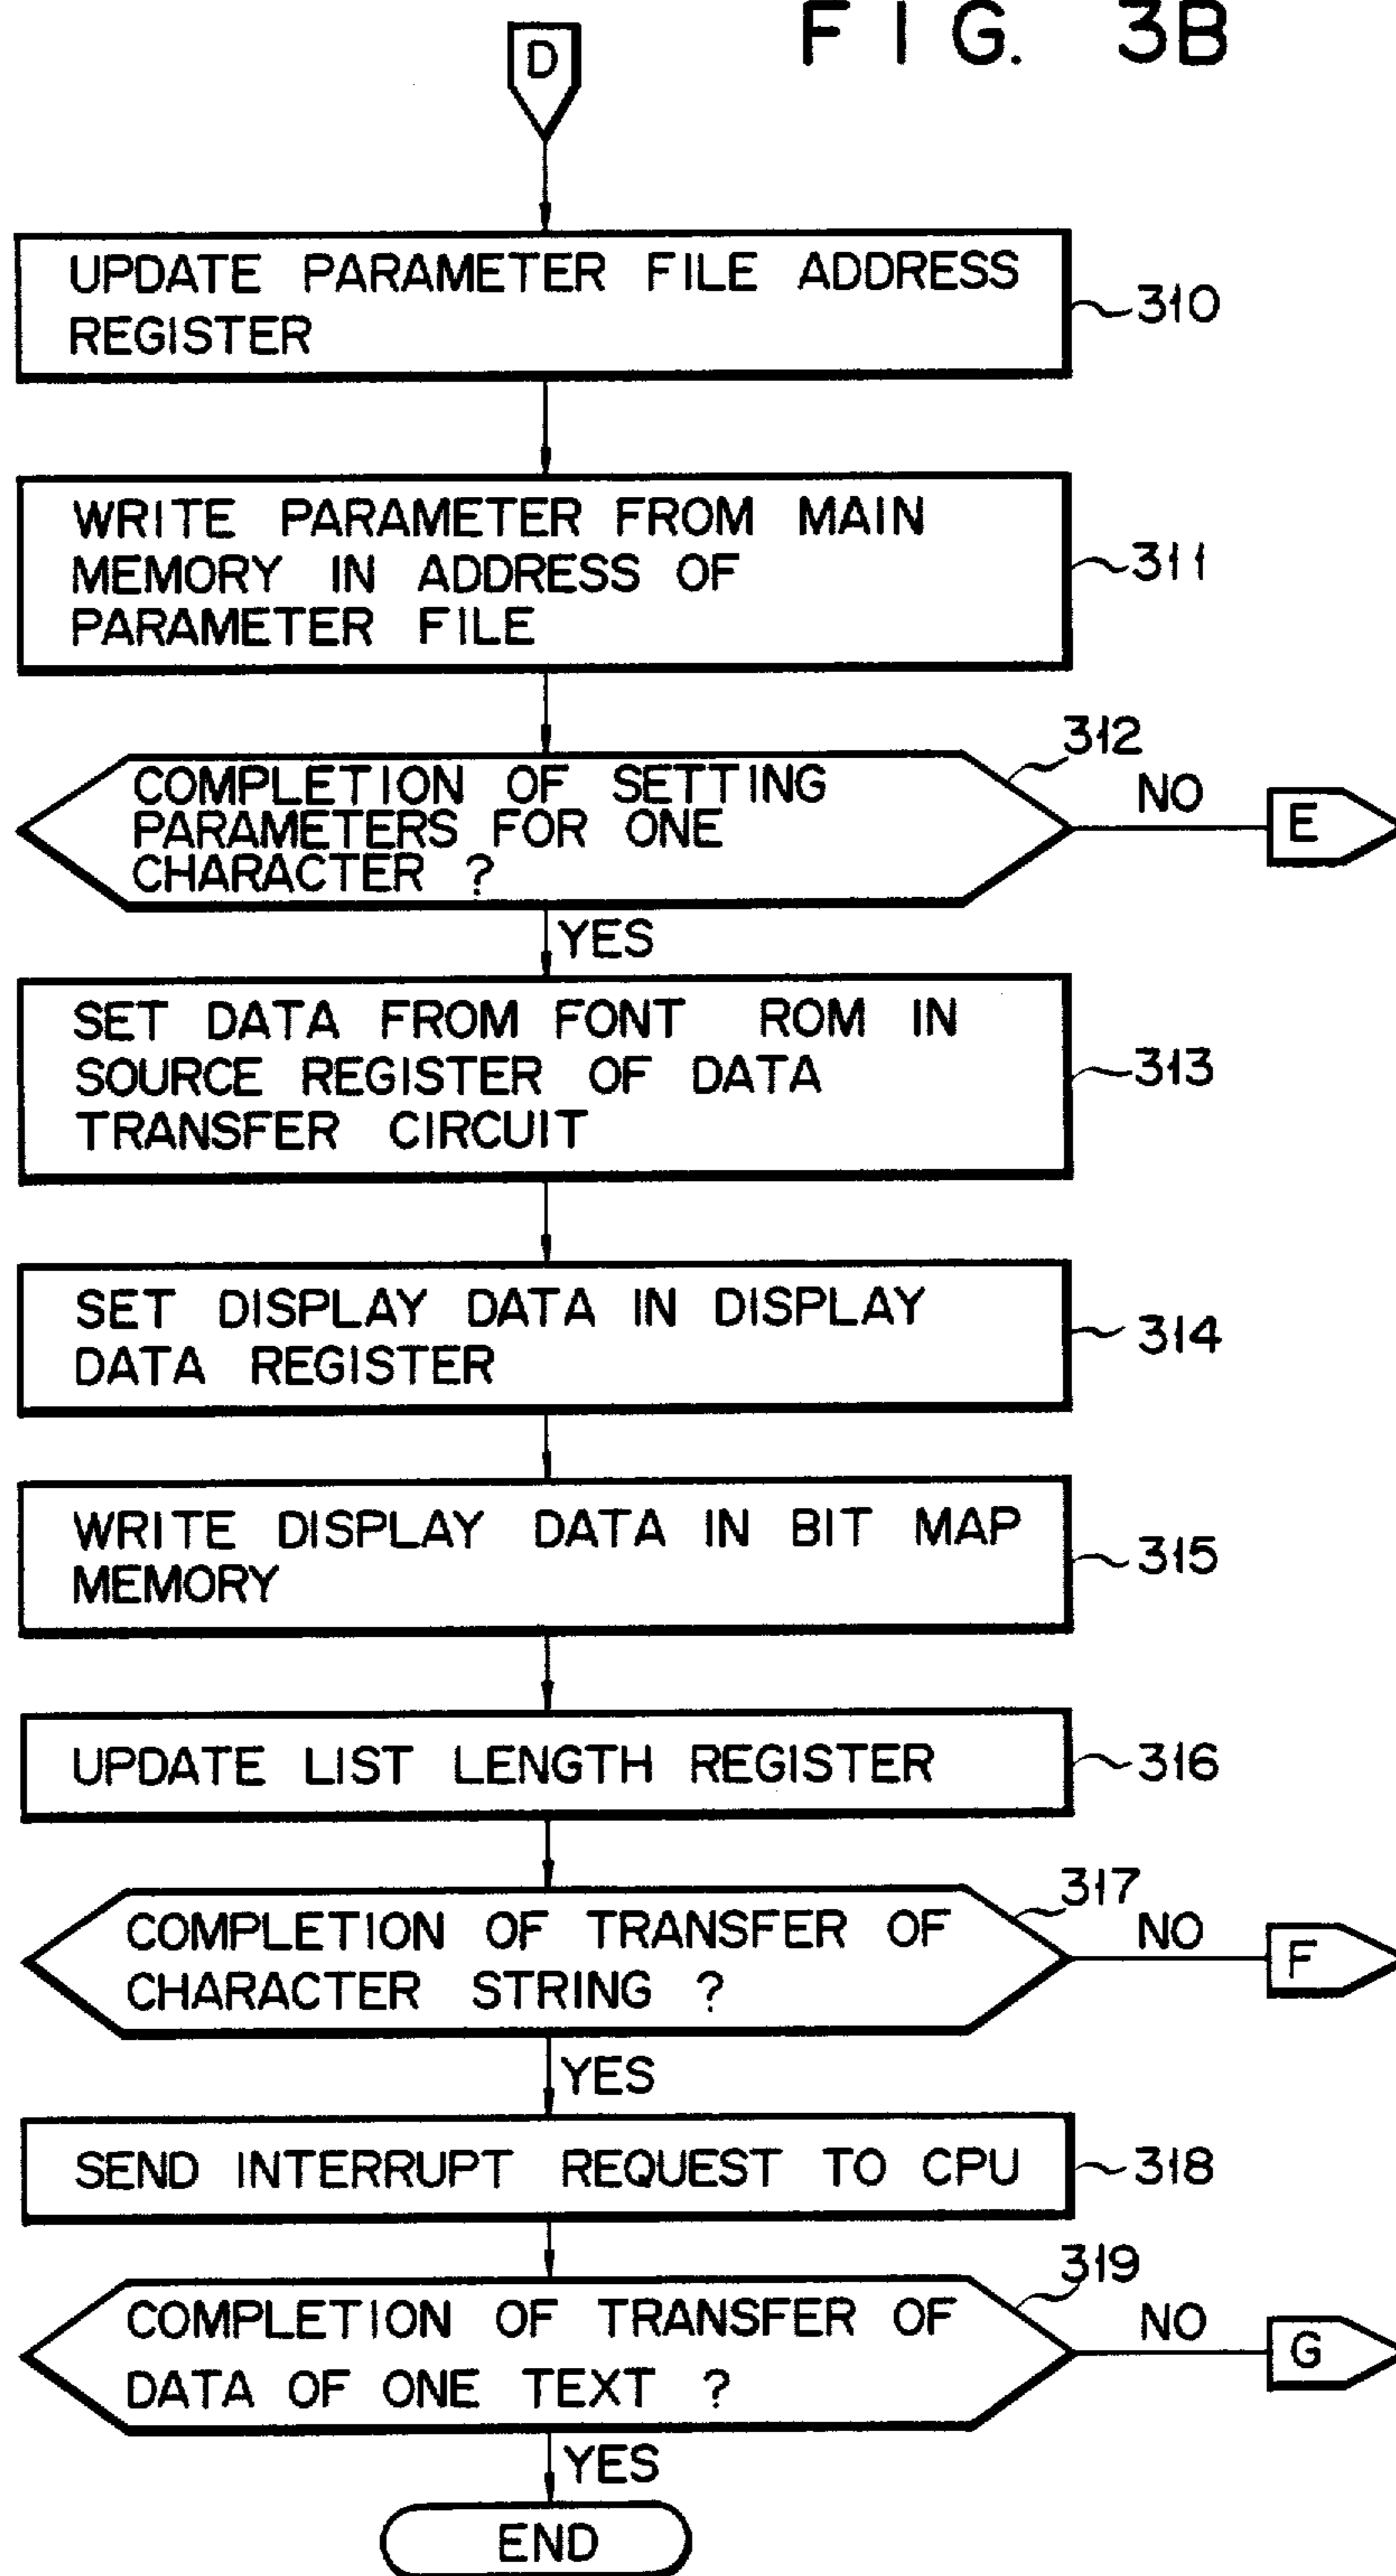 F I G. 3B
D
UPDATE PARAMETER FILE ADDRESS
REGISTER
310
WRITE PARAMETER FROM MAIN
MEMORY IN ADDRESS OF
PARAMETER FILE
311
312
COMPLETION OF SETTING
PARAMETERS FOR ONE
CHARACTER ?
NO
E
YES
SET DATA FROM FONT ROM IN
SOURCE REGISTER OF DATA
TRANSFER CIRCUIT
313
SET DISPLAY DATA IN DISPLAY
DATA REGISTER
314
WRITE DISPLAY DATA IN BIT MAP
MEMORY
315
UPDATE LIST LENGTH REGISTER
316
317
COMPLETION OF TRANSFER OF
CHARACTER STRING ?
NO
F
YES
SEND INTERRUPT REQUEST TO CPU
318
319
COMPLETION OF TRANSFER OF
DATA OF ONE TEXT ?
NO
G
YES
END